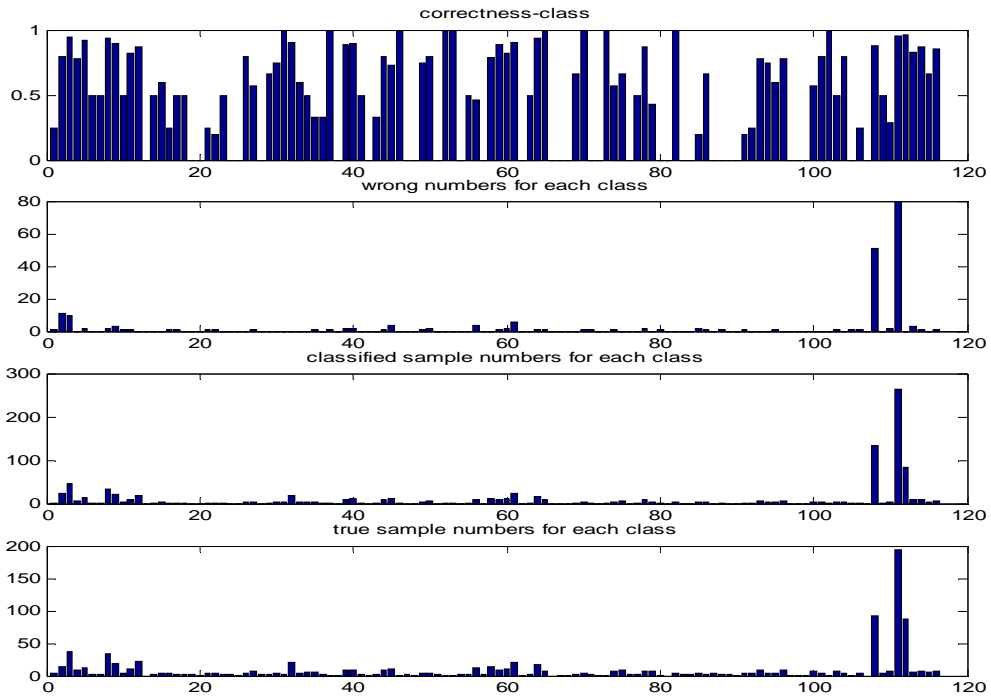 correctness-class
1
0.5
0
0 20 40 60 80 100 120
wrong numbers for each class
80
60
40
20
0
0 20 40 60 80 100 120
classified sample numbers for each class
300
200
100
0
0 20 40 60 80 100 120
true sample numbers for each class
200
150
100
50
0
0 20 40 60 80 100 120